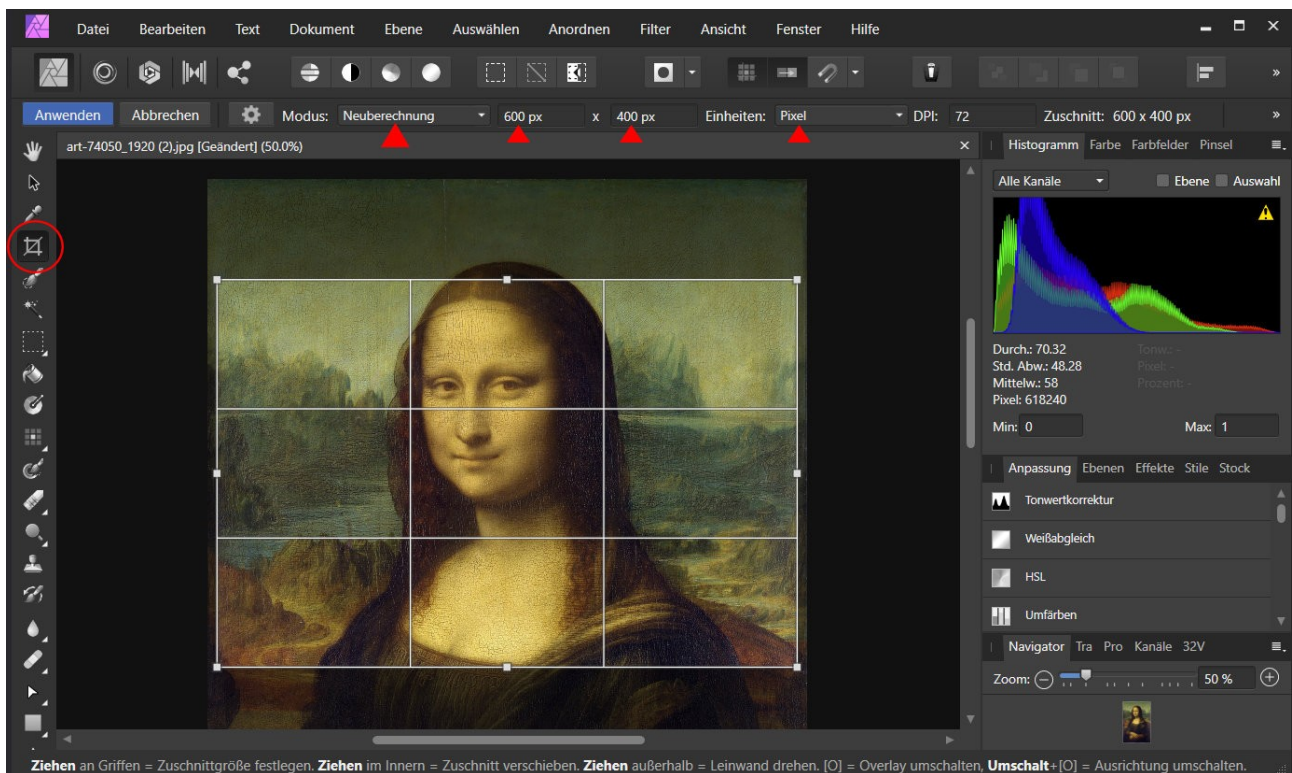 Datei Bearbeiten Text Dokument Ebene Auswählen Anordnen Filter Ansicht Fenster Hilfe
Anwenden Abbrechen Modus: Neuberechnung 600 px x 400 px Einheiten: Pixel DPI: 72 Zuschnitt: 600 x 400 px
art-74050_1920 (2).jpg [Geändert] (50.0%)
Histogramm Farbe Farbfelder Pinsel
Alle Kanäle Ebene Auswahl
Durch.: 70.32 Tonw.: -
Std. Abw.: 48.28 Pixel: -
Mittelw.: 58 Prozent: -
Pixel: 618240
Min: 0 Max: 1
Anpassung Ebenen Effekte Stile Stock
Tonwertkorrektur
Weißabgleich
HSL
Umfärben
Navigator Tra Pro Kanäle 32V
Zoom: 50 %
Ziehen an Griffen = Zuschnittgröße festlegen. Ziehen im Innern = Zuschnitt verschieben. Ziehen außerhalb = Leinwand drehen. [O] = Overlay umschalten, Umschalt+[O] = Ausrichtung umschalten.